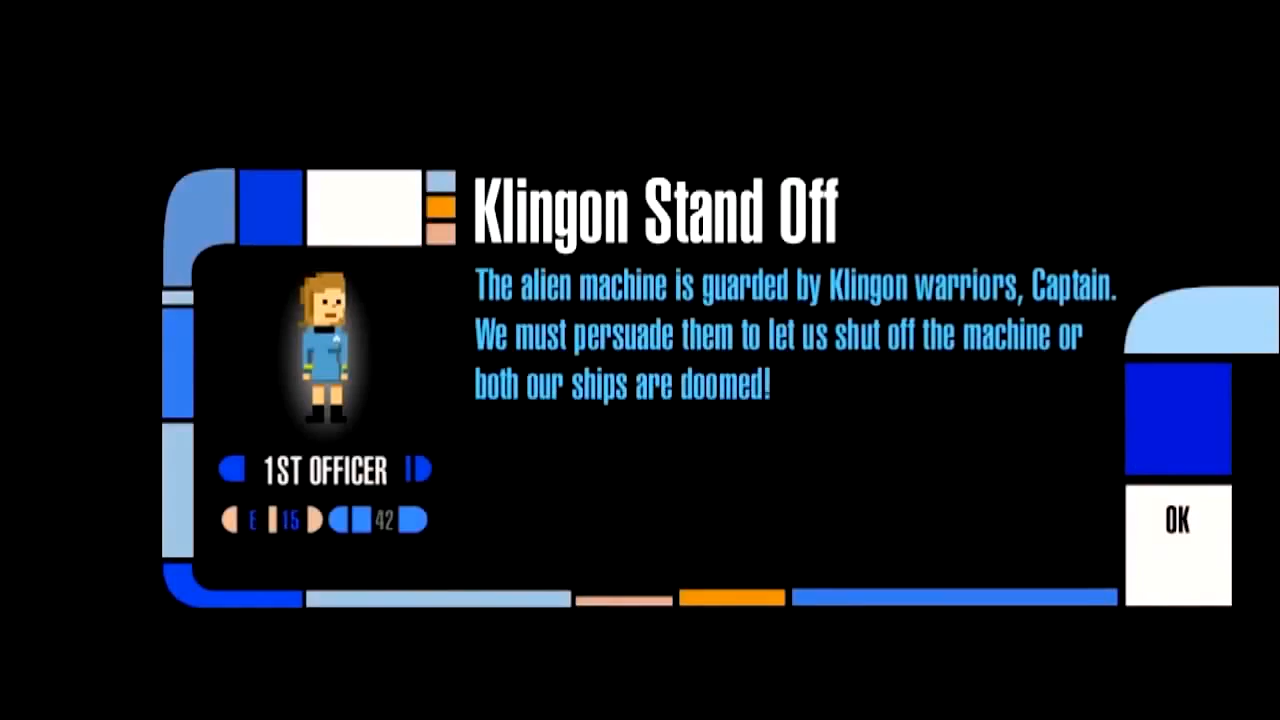 Klingon Stand Off
The alien machine is guarded by Klingon warriors, Captain.
We must persuade them to let us shut off the machine or
both our ships are doomed!
1ST OFFICER
E 15 42
OK